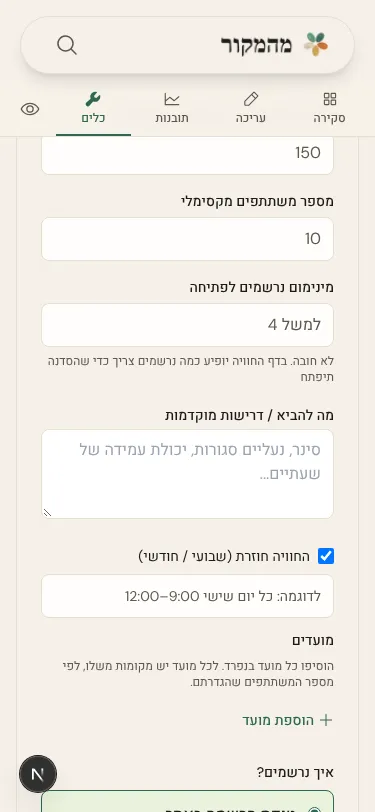 מהמקור
סקירה
עריכה
תובנות
כלים
150
מספר משתתפים מקסימלי
10
מינימום נרשמים לפתיחה
למשל 4
לא חובה. בדף החוויה יופיע כמה נרשמים צריך כדי שהסדנה
תיפתח
מה להביא / דרישות מוקדמות
סינר, נעליים סגורות, יכולת עמידה של
שעתיים...
החוויה חוזרת (שבועי / חודשי)
לדוגמה: כל יום שישי 9:00–12:00
מועדים
הוסיפו כל מועד בנפרד. לכל מועד יש מקומות משלו, לפי
מספר המשתתפים שהגדרתם.
+ הוספת מועד
איך נרשמים?
N